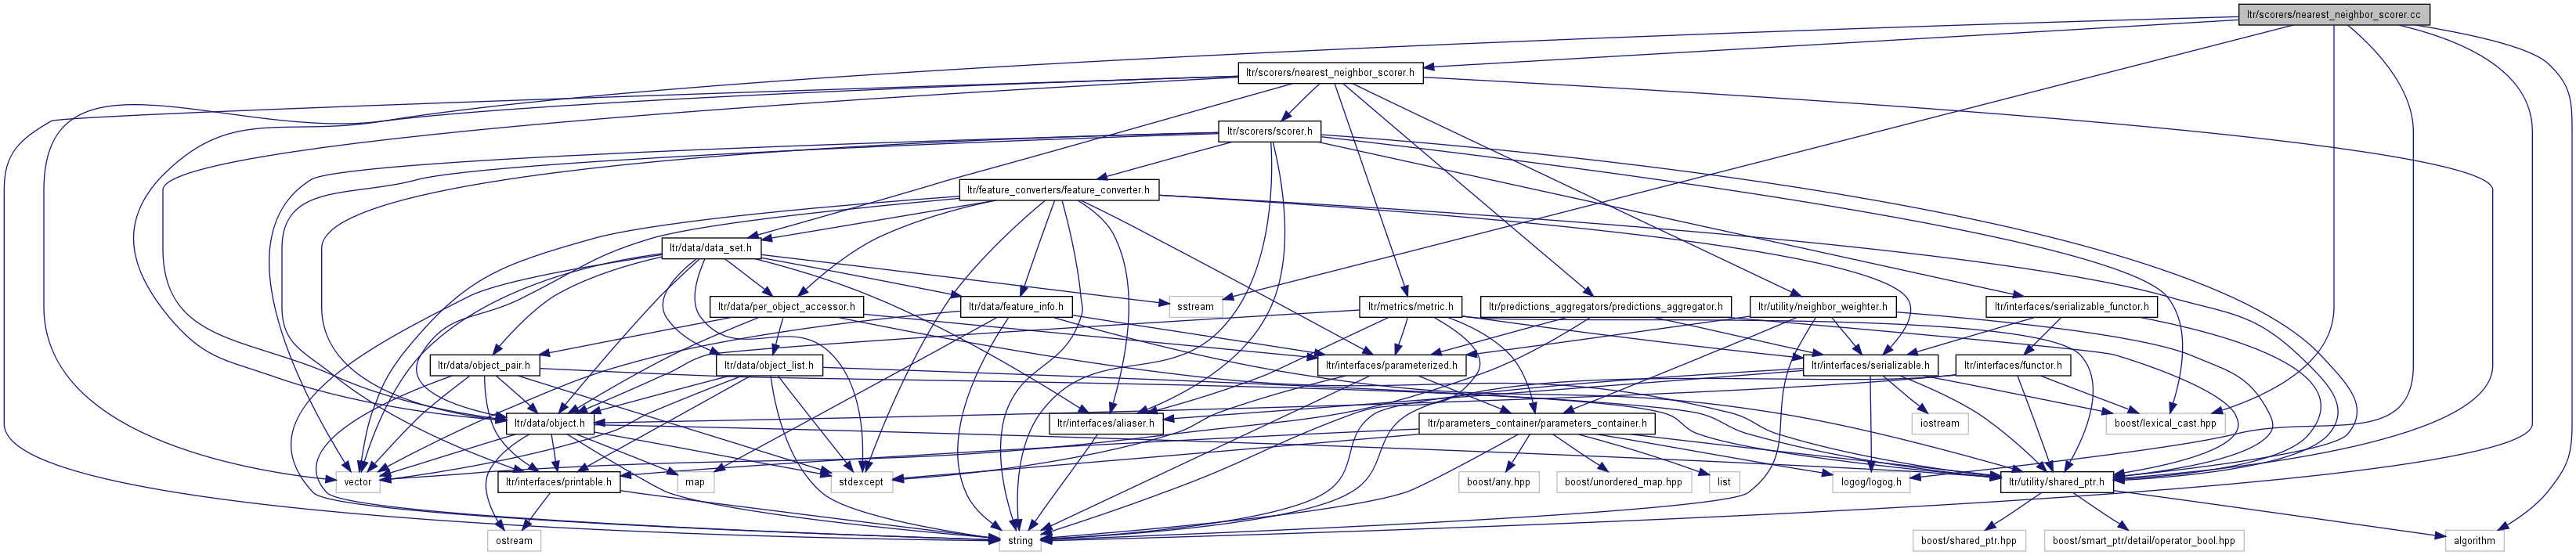 ltr/scorers/nearest_neighbor_scorer.cc
ltr/scorers/nearest_neighbor_scorer.h
ltr/scorers/scorer.h
ltr/feature_converters/feature_converter.h
ltr/data/data_set.h
ltr/data/per_object_accessor.h
ltr/data/feature_info.h
sstream
ltr/metrics/metric.h
ltr/predictions_aggregators/predictions_aggregator.h
ltr/utility/neighbor_weighter.h
ltr/interfaces/serializable_functor.h
ltr/data/object_pair.h
ltr/data/object_list.h
ltr/interfaces/parameterized.h
ltr/interfaces/serializable.h
ltr/interfaces/functor.h
ltr/data/object.h
ltr/interfaces/aliaser.h
ltr/parameters_container/parameters_container.h
iostream
boost/lexical_cast.hpp
vector
ltr/interfaces/printable.h
map
stdexcept
boost/any.hpp
boost/unordered_map.hpp
list
logog/logog.h
ltr/utility/shared_ptr.h
ostream
string
boost/shared_ptr.hpp
boost/smart_ptr/detail/operator_bool.hpp
algorithm